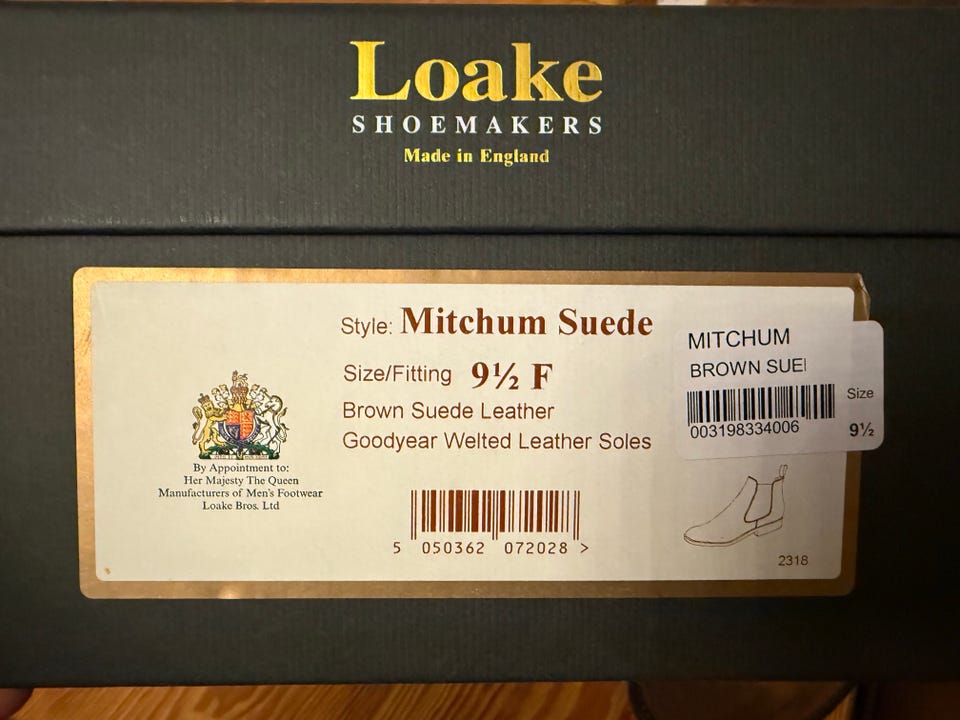 Loake
SHOEMAKERS
Made in England
Style: Mitchum Suede
Size/Fitting 9½ F
Brown Suede Leather
Goodyear Welted Leather Soles
By Appointment to:
Her Majesty The Queen
Manufacturers of Men's Footwear
Loake Bros. Ltd
5 050362 072028 >
MITCHUM
BROWN SUE
Size
003198334006
9½
2318